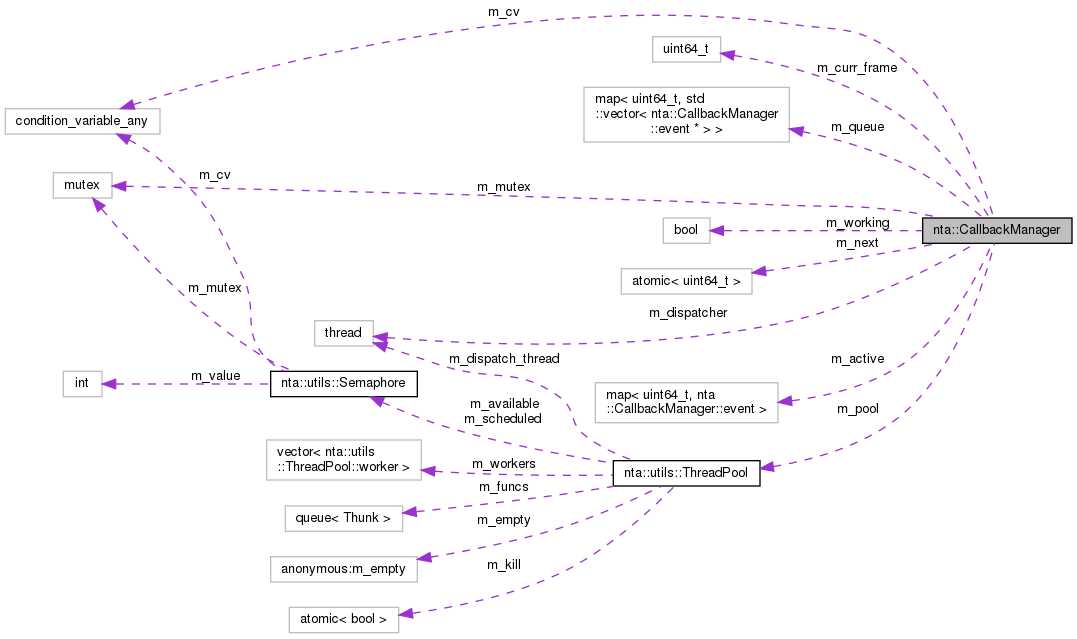 m_cv
uint64_t
m_curr_frame
map< uint64_t, std
::vector< nta::CallbackManager
::event * > >
m_queue
condition_variable_any
m_cv
mutex
m_mutex
bool
m_working
nta::CallbackManager
m_next
atomic< uint64_t >
m_mutex
m_dispatcher
thread
m_dispatch_thread
m_active
int
m_value
nta::utils::Semaphore
map< uint64_t, nta
::CallbackManager::event >
m_available
m_scheduled
m_pool
vector< nta::utils
::ThreadPool::worker >
m_workers
nta::utils::ThreadPool
m_funcs
queue< Thunk >
m_empty
anonymous:m_empty
m_kill
atomic< bool >